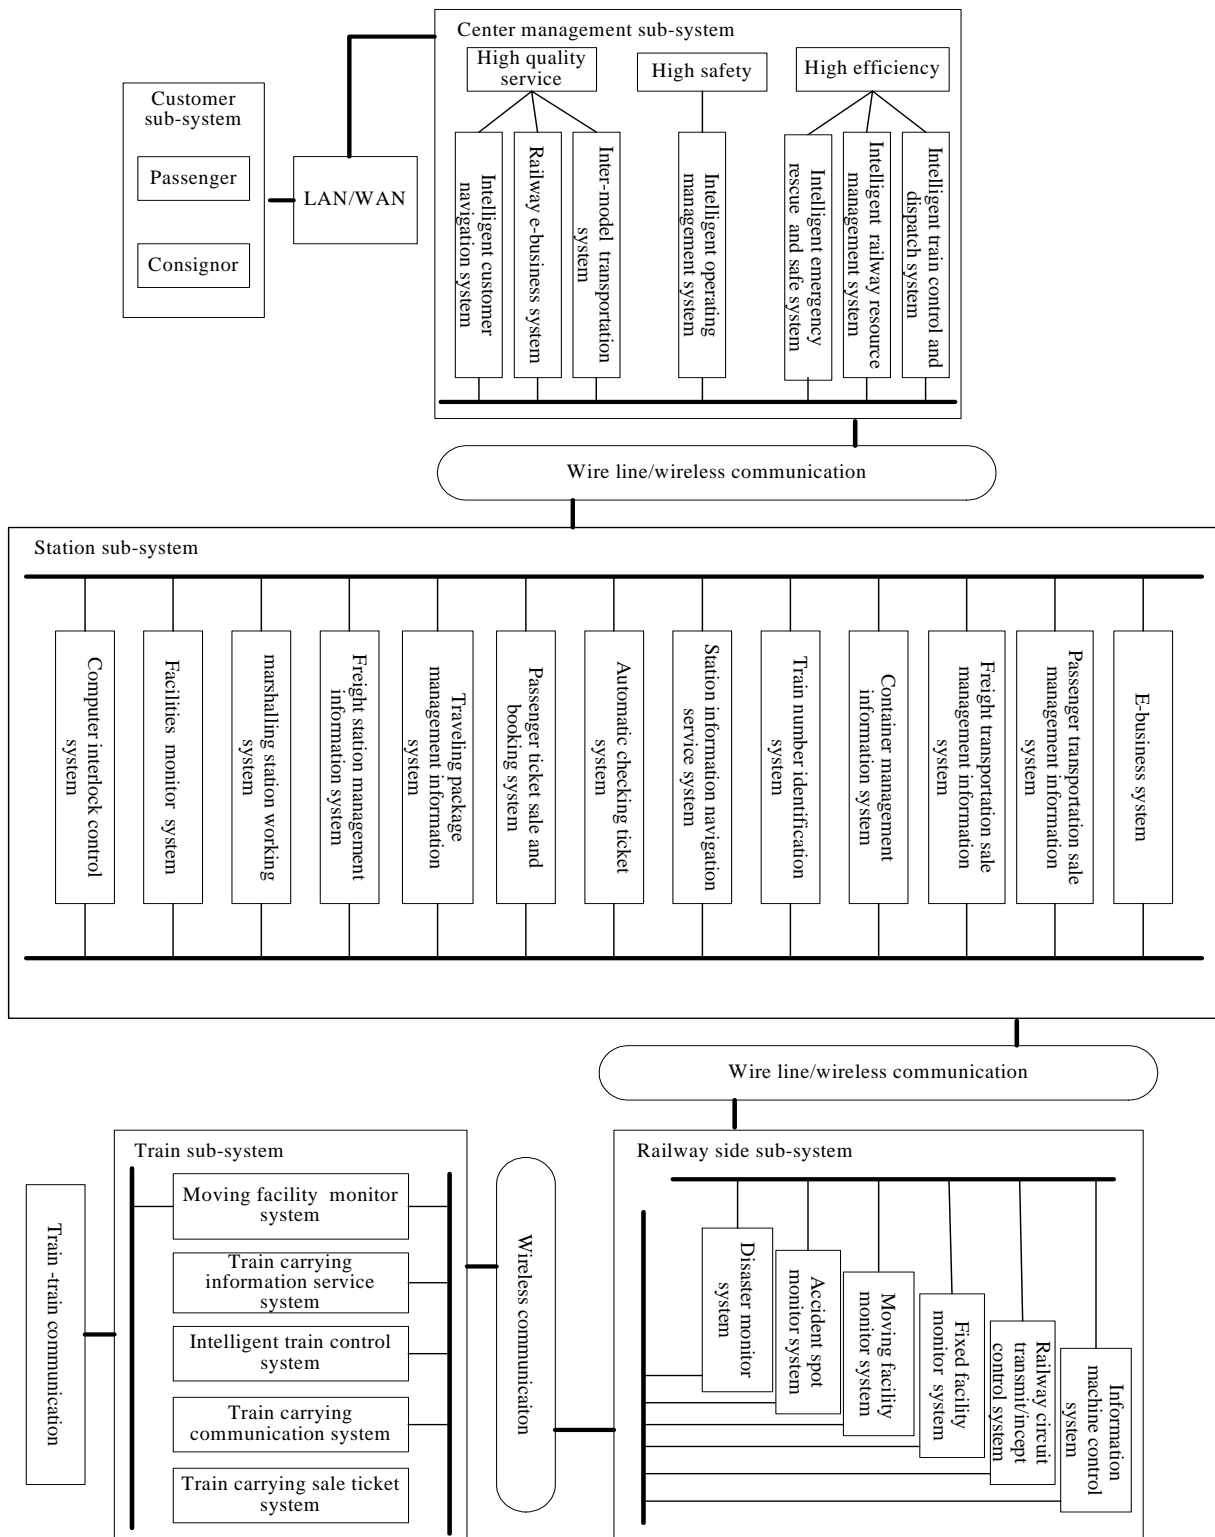 Center management sub-system
High quality
service
High safety
High efficiency
Customer
sub-system
Passenger
Consignor
LAN/WAN
Intelligent customer
navigation system
Railway e-business system
Inter-model transportation
system
Intelligent operating
management system
Intelligent emergency
rescue and safe system
Intelligent railway resource
management system
Intelligent train control and
dispatch system
Wire line/wireless communication
Station sub-system
Computer interlock control
system
Facilities monitor system
marshalling station working
system
Freight station management
information system
Traveling package
management information
system
Passenger ticket sale and
booking system
Automatic checking ticket
system
Station information navigation
service system
Train number identification
system
Container management
information system
Freight transportation sale
management information
Passenger transportation sale
management information
E-business system
Wire line/wireless communication
Train sub-system
Train -train communication
Moving facility monitor
system
Train carrying
information service
system
Intelligent train control
system
Train carrying
communication system
Train carrying sale ticket
system
Wireless communicaiton
Railway side sub-system
Disaster monitor
system
Accident spot
monitor system
Moving facility
monitor system
Fixed facility
monitor system
Railway circuit
transmit/incept
control system
Information
machine control
system